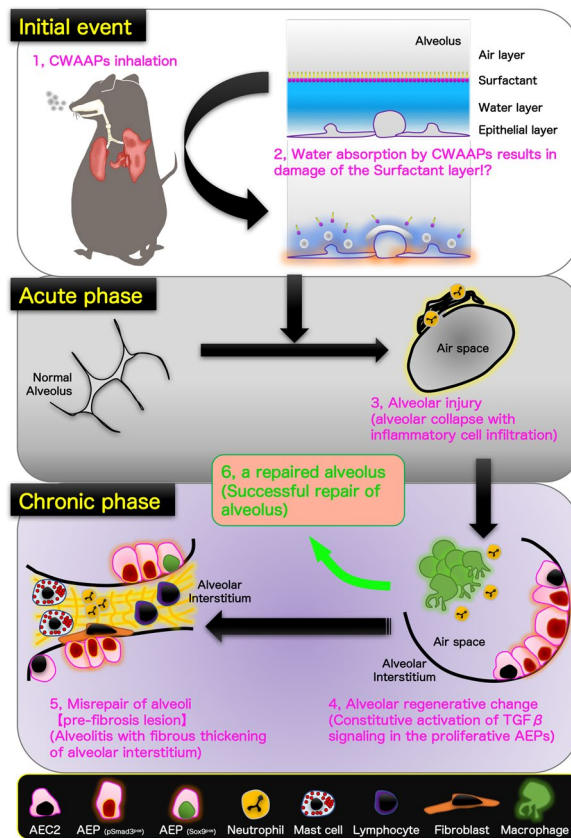 Initial event
1, CWAAPs inhalation
Alveolus
Air layer
Surfactant
Water layer
Epithelial layer
2, Water absorption by CWAAPs results in
damage of the Surfactant layer!?
Acute phase
Normal
Alveolus
Air space
3, Alveolar injury
(alveolar collapse with
inflammatory cell infiltration)
6, a repaired alveolus
(Successful repair of
alveolus)
Chronic phase
Alveolar
Interstitium
Air space
Alveolar
Interstitium
5, Misrepair of alveoli
【pre-fibrosis lesion】
(Alveolitis with fibrous thickening
of alveolar interstitium)
4, Alveolar regenerative change
(Constitutive activation of TGFβ
signaling in the proliferative AEPs)
AEC2
AEP (pSmad3pos)
AEP (Sox9pos)
Neutrophil
Mast cell
Lymphocyte
Fibroblast
Macrophage